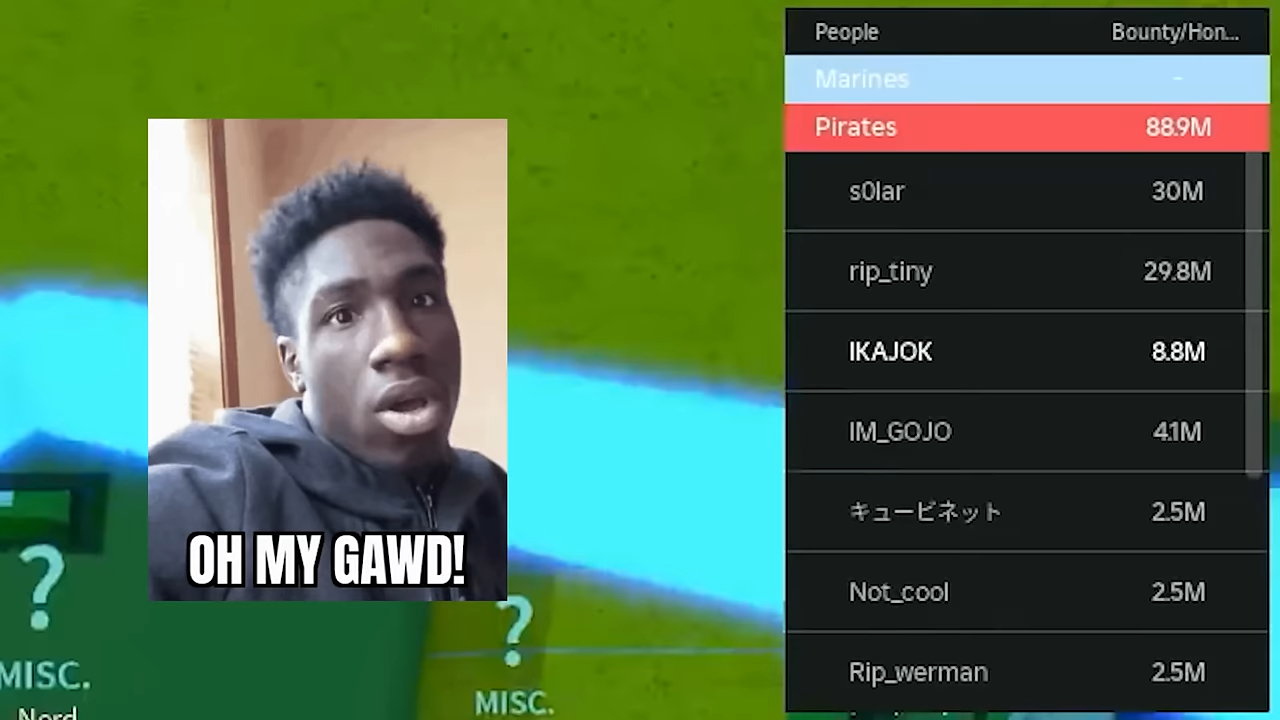 People Bounty/Hon...
Marines -
Pirates 88.9M
s0lar 30M
rip_tiny 29.8M
IKAJOK 8.8M
IM_GOJO 4.1M
キュービネット 2.5M
Not_cool 2.5M
Rip_werman 2.5M
OH MY GAWD!
?
MISC.
Nerd
?
MISC.